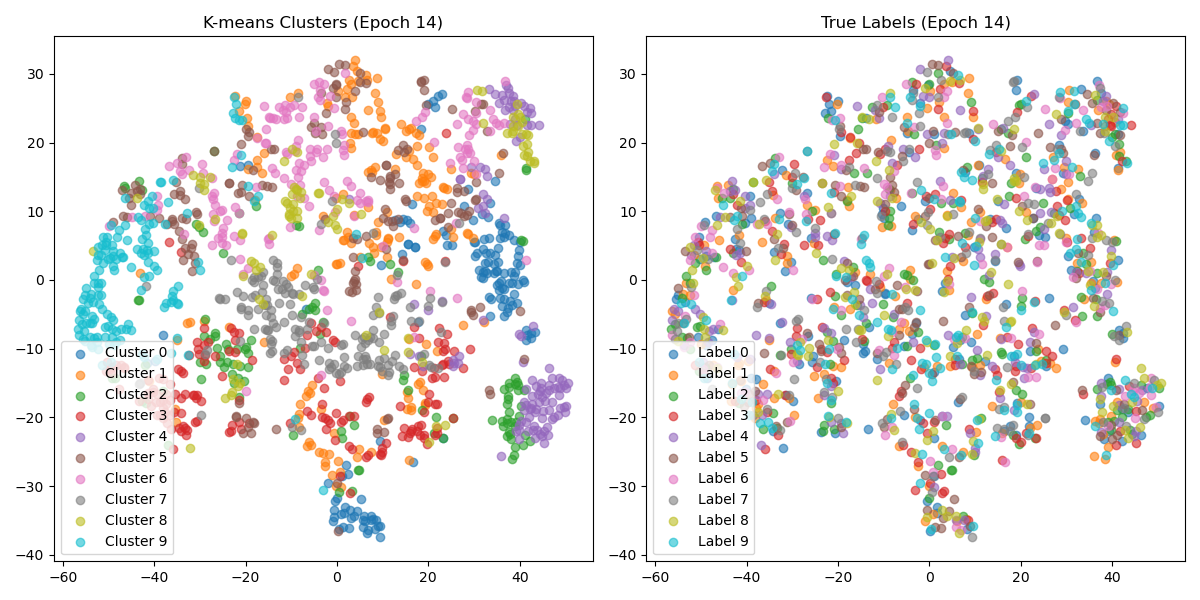 K-means Clusters (Epoch 14)
30
20
10
0
−10
−20
−30
−40
−60
−40
−20
0
20
40
Cluster 0
Cluster 1
Cluster 2
Cluster 3
Cluster 4
Cluster 5
Cluster 6
Cluster 7
Cluster 8
Cluster 9
True Labels (Epoch 14)
30
20
10
0
−10
−20
−30
−40
−60
−40
−20
0
20
40
Label 0
Label 1
Label 2
Label 3
Label 4
Label 5
Label 6
Label 7
Label 8
Label 9